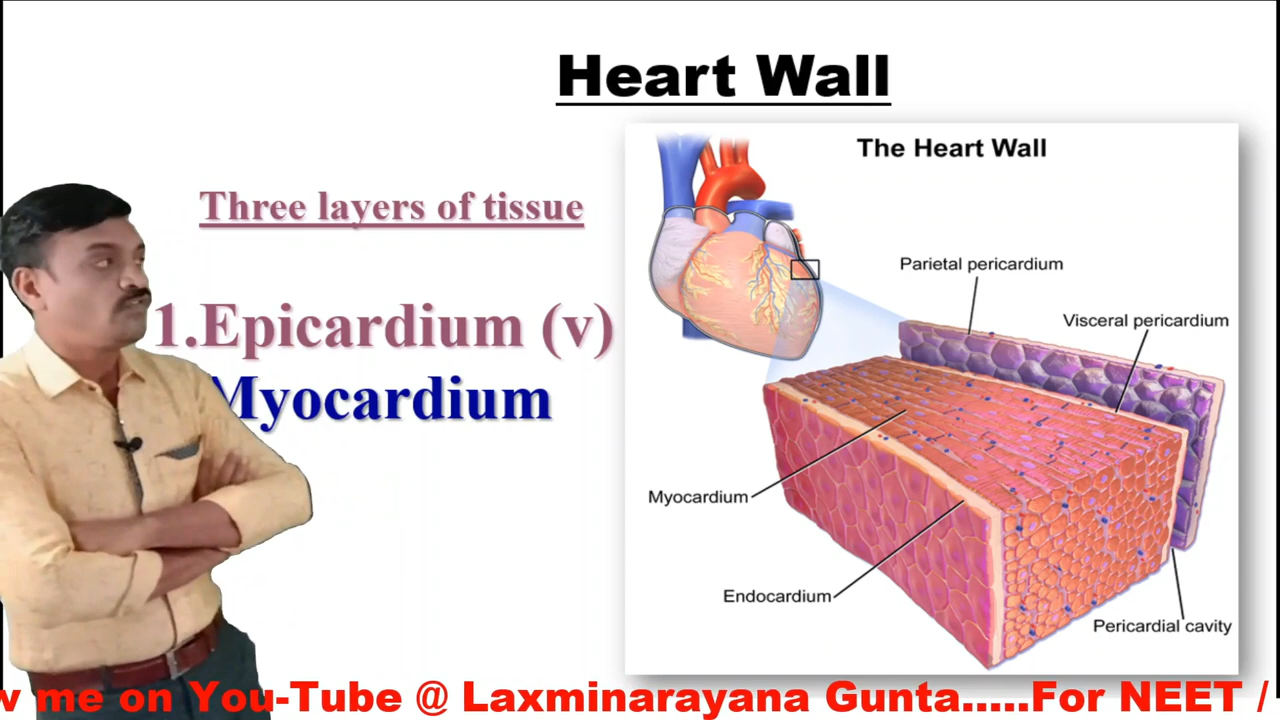 Heart Wall
Three layers of tissue
1.Epicardium (v)
Myocardium
The Heart Wall
Parietal pericardium
Visceral pericardium
Myocardium
Endocardium
Pericardial cavity
w me on You-Tube @ Laxminarayana Gunta.....For NEET /